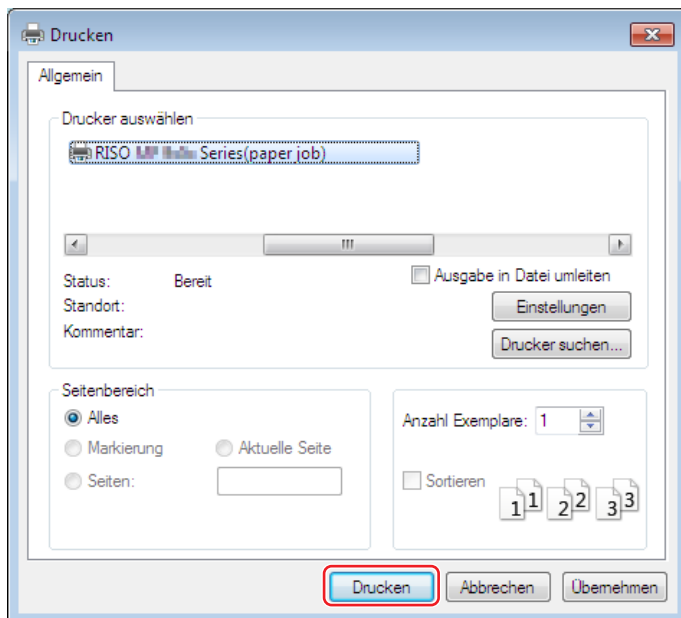 Drucken
Allgemein
Drucker auswählen
RISO Series(paper job)
Status: Bereit
Ausgabe in Datei umleiten
Standort:
Einstellungen
Kommentar:
Drucker suchen...
Seitenbereich
Alles
Markierung
Aktuelle Seite
Seiten:
Anzahl Exemplare: 1
Sortieren
1 1 2 2 3 3
Drucken
Abbrechen
Übernehmen